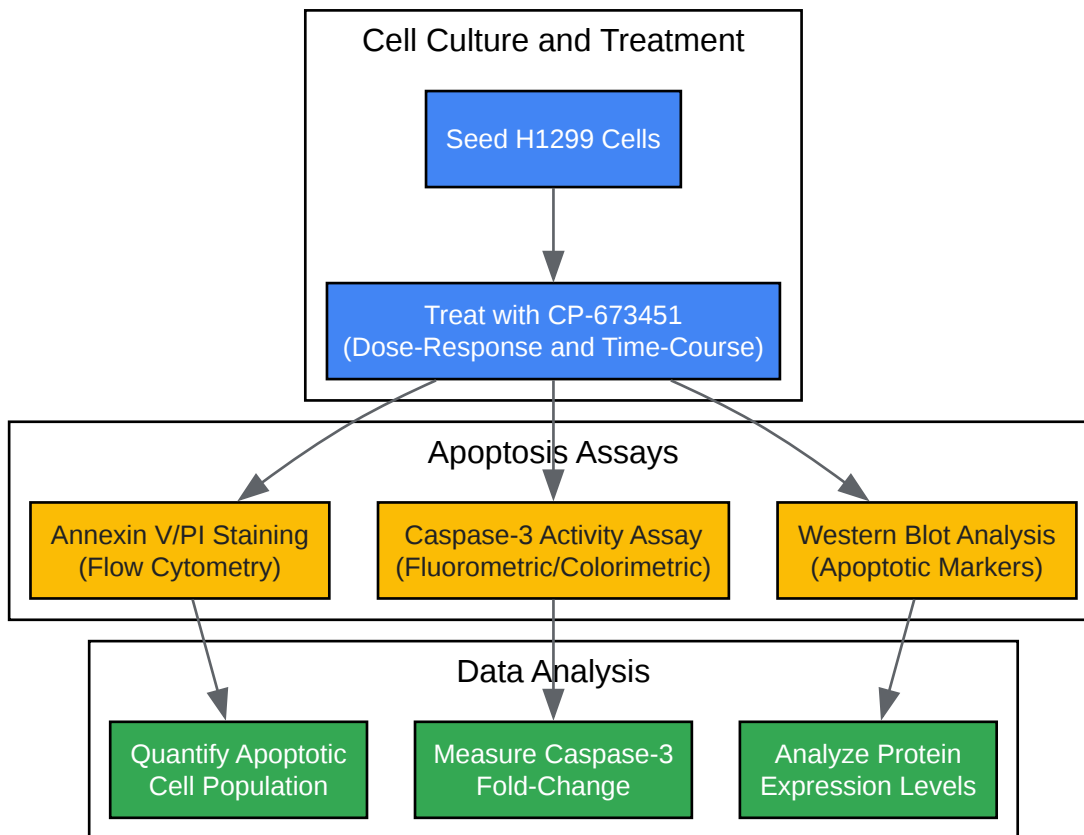 Cell Culture and Treatment
Seed H1299 Cells
Treat with CP-673451
(Dose-Response and Time-Course)
Apoptosis Assays
Annexin V/PI Staining
(Flow Cytometry)
Caspase-3 Activity Assay
(Fluorometric/Colorimetric)
Western Blot Analysis
(Apoptotic Markers)
Data Analysis
Quantify Apoptotic
Cell Population
Measure Caspase-3
Fold-Change
Analyze Protein
Expression Levels